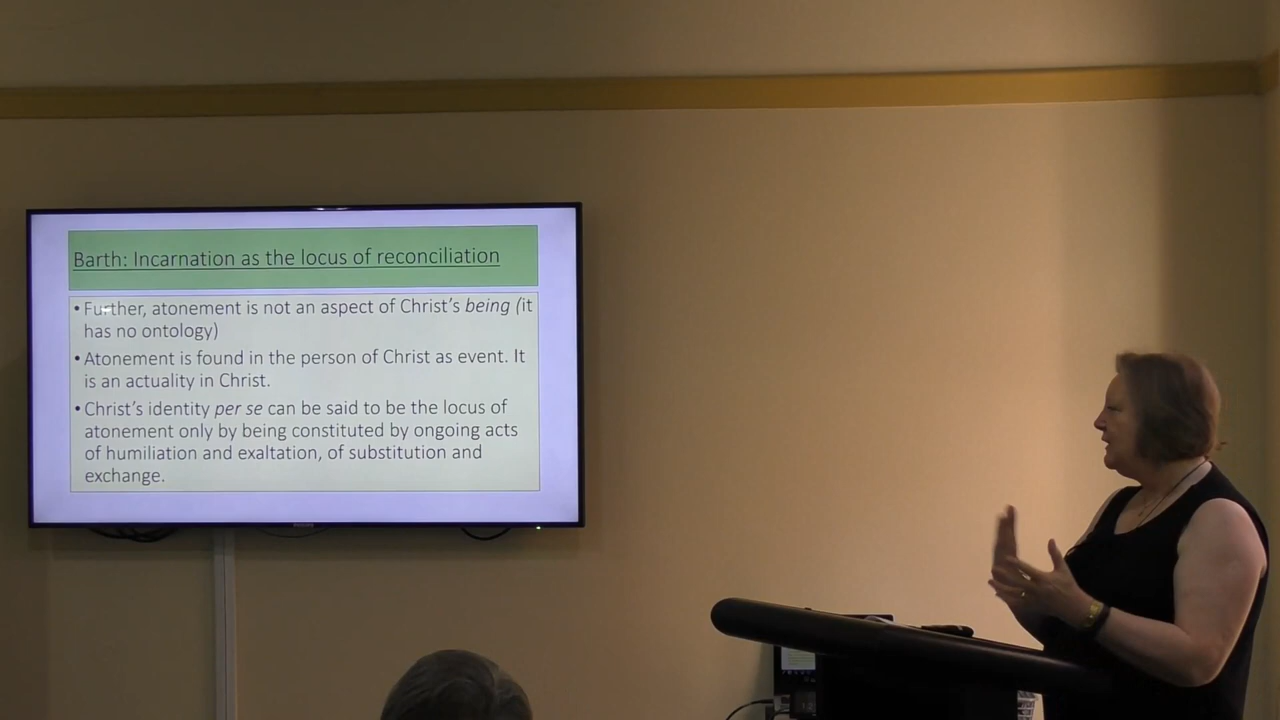 Barth: Incarnation as the locus of reconciliation
• Further, atonement is not an aspect of Christ's being (it
has no ontology)
• Atonement is found in the person of Christ as event. It
is an actuality in Christ.
• Christ's identity per se can be said to be the locus of
atonement only by being constituted by ongoing acts
of humiliation and exaltation, of substitution and
exchange.